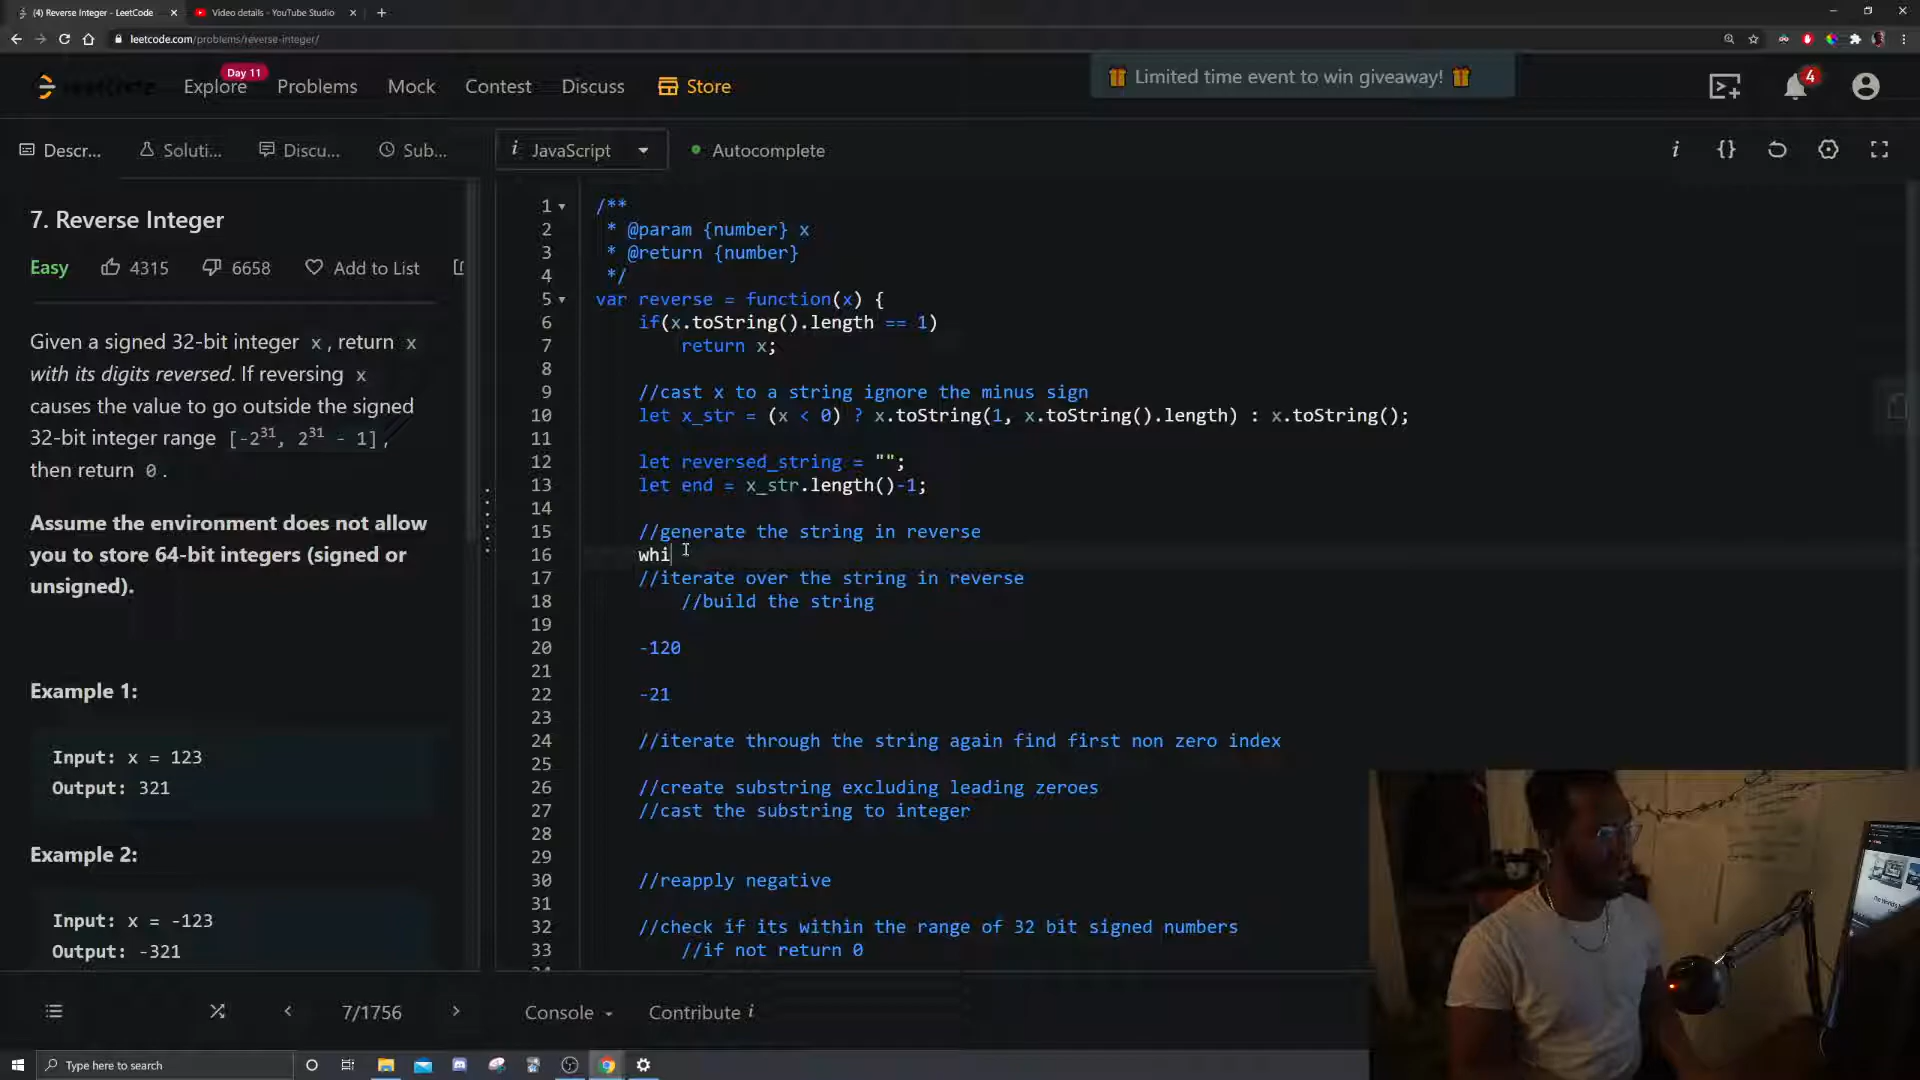 (4) Reverse Integer - LeetCode
Video details - YouTube Studio
leetcode.com/problems/reverse-integer/
LeetCode Explore Day 11 Problems Mock Contest Discuss Store
Limited time event to win giveaway!
4
Descr... Soluti... Discu... Sub...
i JavaScript Autocomplete
i {}
7. Reverse Integer
Easy 4315 6658 Add to List
Given a signed 32-bit integer x, return x
with its digits reversed. If reversing x
causes the value to go outside the signed
32-bit integer range [-2³¹, 2³¹ - 1],
then return 0.
Assume the environment does not allow
you to store 64-bit integers (signed or
unsigned).
Example 1:
Input: x = 123
Output: 321
Example 2:
Input: x = -123
Output: -321
1 /**
2 * @param {number} x
3 * @return {number}
4 */
5 var reverse = function(x) {
6 if(x.toString().length == 1)
7 return x;
8
9 //cast x to a string ignore the minus sign
10 let x_str = (x < 0) ? x.toString(1, x.toString().length) : x.toString();
11
12 let reversed_string = "";
13 let end = x_str.length()-1;
14
15 //generate the string in reverse
16 whi
17 //iterate over the string in reverse
18 //build the string
19
20 -120
21
22 -21
23
24 //iterate through the string again find first non zero index
25
26 //create substring excluding leading zeroes
27 //cast the substring to integer
28
29
30 //reapply negative
31
32 //check if its within the range of 32 bit signed numbers
33 //if not return 0
7/1756
Console
Contribute i
Type here to search